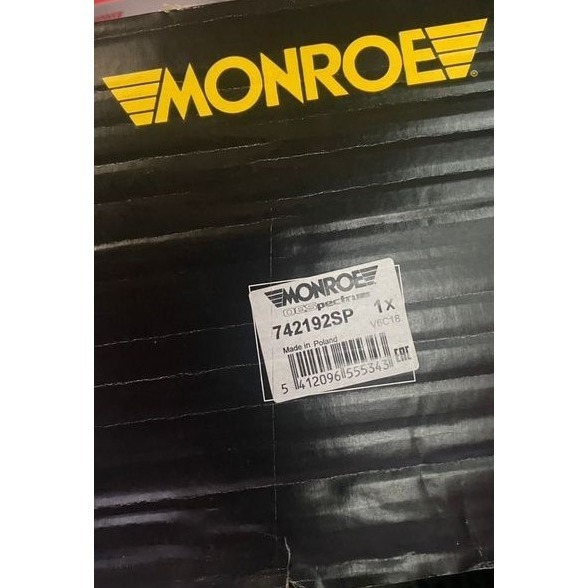 MONROE®
MONROE
OESpectrum
742192SP 1X
V6C18
Made in Poland
5 412096 555343
EAC